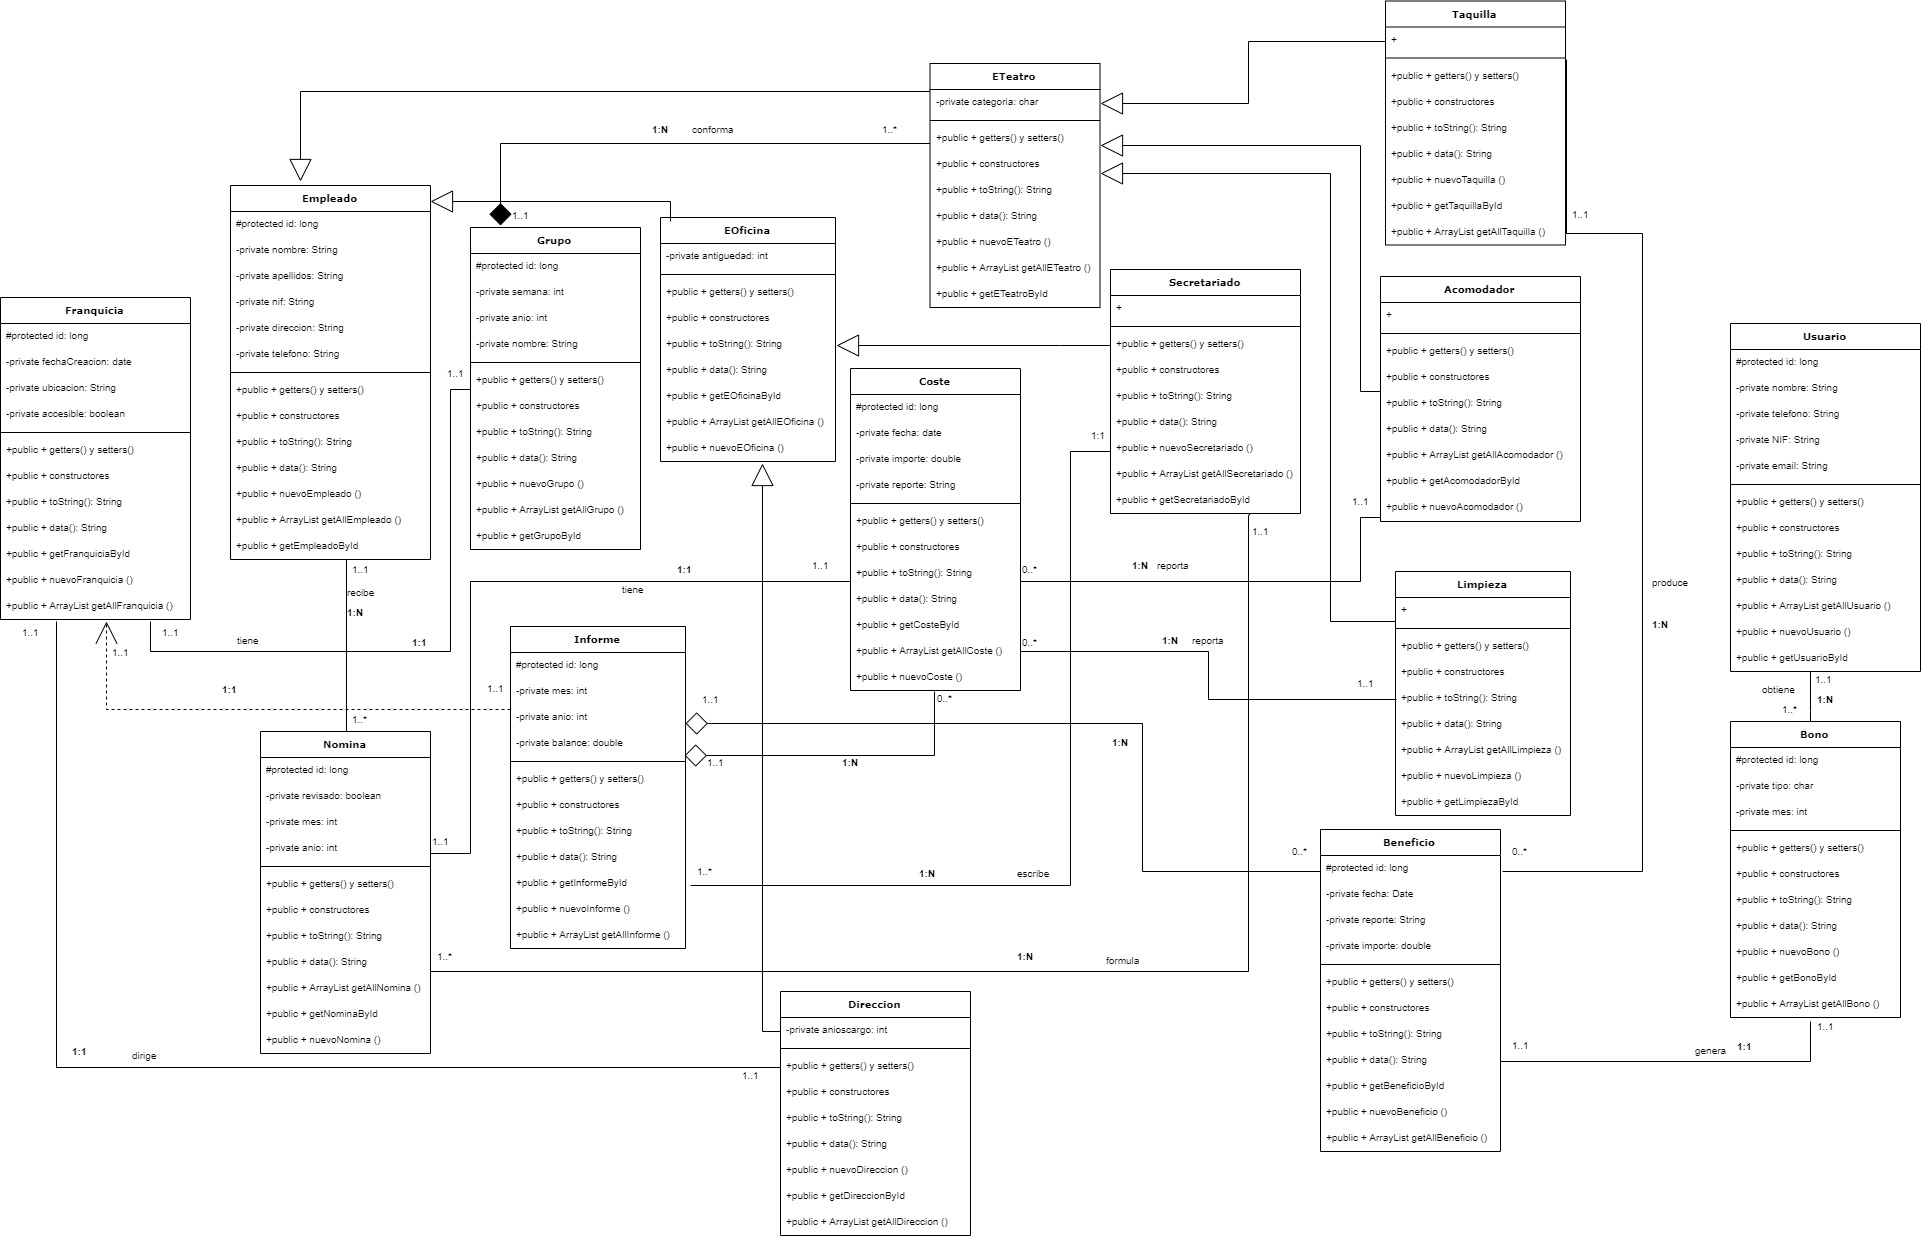 Taquilla
+
+public + getters() y setters()
+public + constructores
+public + toString(): String
+public + data(): String
+public + nuevoTaquilla ()
+public + getTaquillaById
+public + ArrayList getAllTaquilla ()
1..1
ETeatro
-private categoria: char
+public + getters() y setters()
+public + constructores
+public + toString(): String
+public + data(): String
+public + nuevoETeatro ()
+public + ArrayList getAllETeatro ()
+public + getETeatroById
1:N conforma 1..*
1..1
Empleado
#protected id: long
-private nombre: String
-private apellidos: String
-private nif: String
-private direccion: String
-private telefono: String
+public + getters() y setters()
+public + constructores
+public + toString(): String
+public + data(): String
+public + nuevoEmpleado ()
+public + ArrayList getAllEmpleado ()
+public + getEmpleadoById
1..1
recibe
1:N
1..*
Grupo
#protected id: long
-private semana: int
-private anio: int
-private nombre: String
+public + getters() y setters()
+public + constructores
+public + toString(): String
+public + data(): String
+public + nuevoGrupo ()
+public + ArrayList getAllGrupo ()
+public + getGrupoById
1..1
EOficina
-private antiguedad: int
+public + getters() y setters()
+public + constructores
+public + toString(): String
+public + data(): String
+public + getEOficinaById
+public + ArrayList getAllEOficina ()
+public + nuevoEOficina ()
Secretariado
+
+public + getters() y setters()
+public + constructores
+public + toString(): String
+public + data(): String
+public + nuevoSecretariado ()
+public + ArrayList getAllSecretariado ()
+public + getSecretariadoById
1:1
1..1
Acomodador
+
+public + getters() y setters()
+public + constructores
+public + toString(): String
+public + data(): String
+public + ArrayList getAllAcomodador ()
+public + getAcomodadorById
+public + nuevoAcomodador ()
1..1
Franquicia
#protected id: long
-private fechaCreacion: date
-private ubicacion: String
-private accesible: boolean
+public + getters() y setters()
+public + constructores
+public + toString(): String
+public + data(): String
+public + getFranquiciaById
+public + nuevoFranquicia ()
+public + ArrayList getAllFranquicia ()
1..1
1..1
1..1
tiene 1:1
1:1
1..1
Usuario
#protected id: long
-private nombre: String
-private telefono: String
-private NIF: String
-private email: String
+public + getters() y setters()
+public + constructores
+public + toString(): String
+public + data(): String
+public + ArrayList getAllUsuario ()
+public + nuevoUsuario ()
+public + getUsuarioById
1..1
obtiene
1:N
1..*
Coste
#protected id: long
-private fecha: date
-private importe: double
-private reporte: String
+public + getters() y setters()
+public + constructores
+public + toString(): String
+public + data(): String
+public + getCosteById
+public + ArrayList getAllCoste ()
+public + nuevoCoste ()
1:1
tiene
1..1
0..*
1:N reporta
0..*
1:N reporta
1..1
0..*
Limpieza
+
+public + getters() y setters()
+public + constructores
+public + toString(): String
+public + data(): String
+public + ArrayList getAllLimpieza ()
+public + nuevoLimpieza ()
+public + getLimpiezaById
produce
1:N
Informe
#protected id: long
-private mes: int
-private anio: int
-private balance: double
+public + getters() y setters()
+public + constructores
+public + toString(): String
+public + data(): String
+public + getInformeById
+public + nuevoInforme ()
+public + ArrayList getAllInforme ()
1..1
1:N
1..1
1:N
1..*
1:N
escribe
Nomina
#protected id: long
-private revisado: boolean
-private mes: int
-private anio: int
+public + getters() y setters()
+public + constructores
+public + toString(): String
+public + data(): String
+public + ArrayList getAllNomina ()
+public + getNominaById
+public + nuevoNomina ()
1..1
1..*
1:N
formula
Bono
#protected id: long
-private tipo: char
-private mes: int
+public + getters() y setters()
+public + constructores
+public + toString(): String
+public + data(): String
+public + nuevoBono ()
+public + getBonoById
+public + ArrayList getAllBono ()
1..1
Beneficio
#protected id: long
-private fecha: Date
-private reporte: String
-private importe: double
+public + getters() y setters()
+public + constructores
+public + toString(): String
+public + data(): String
+public + getBeneficioById
+public + nuevoBeneficio ()
+public + ArrayList getAllBeneficio ()
0..*
0..*
1..1
genera 1:1
Direccion
-private anioscargo: int
+public + getters() y setters()
+public + constructores
+public + toString(): String
+public + data(): String
+public + nuevoDireccion ()
+public + getDireccionById
+public + ArrayList getAllDireccion ()
1:1 dirige
1..1